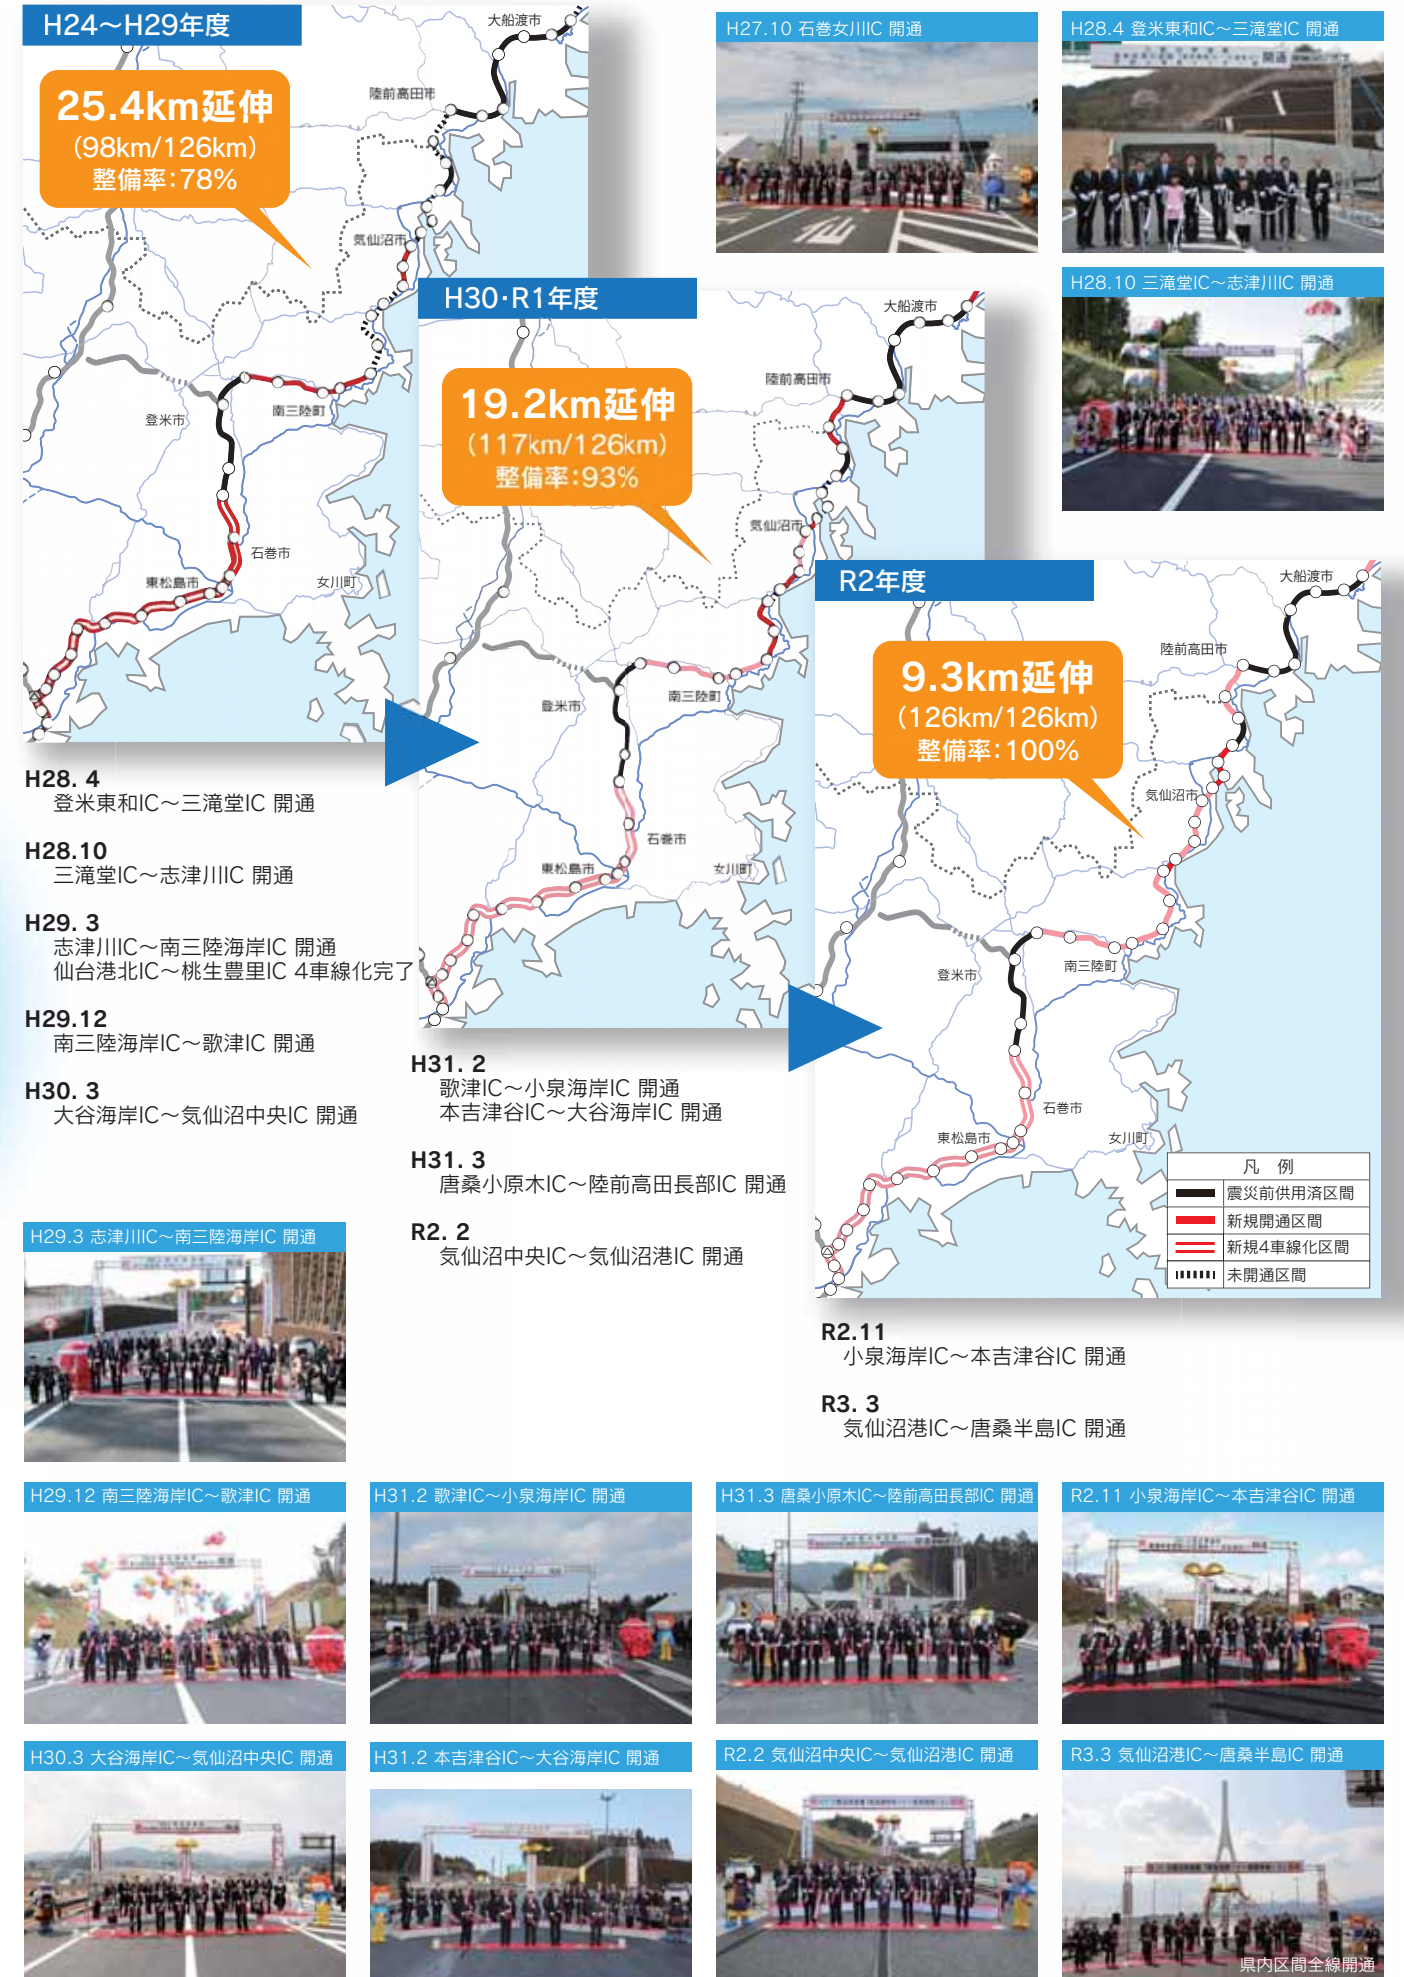 H24～H29年度
25.4km延伸
(98km/126km)
整備率：78%
大船渡市
陸前高田市
気仙沼市
登米市
南三陸町
石巻市
東松島市
女川町
H28. 4
登米東和IC～三滝堂IC 開通
H28.10
三滝堂IC～志津川IC 開通
H29. 3
志津川IC～南三陸海岸IC 開通
仙台港北IC～桃生豊里IC 4車線化完了
H29.12
南三陸海岸IC～歌津IC 開通
H30. 3
大谷海岸IC～気仙沼中央IC 開通
H30・R1年度
19.2km延伸
(117km/126km)
整備率：93%
大船渡市
陸前高田市
気仙沼市
登米市
南三陸町
石巻市
東松島市
女川町
H31. 2
歌津IC～小泉海岸IC 開通
本吉津谷IC～大谷海岸IC 開通
H31. 3
唐桑小原木IC～陸前高田長部IC 開通
R2. 2
気仙沼中央IC～気仙沼港IC 開通
R2年度
9.3km延伸
(126km/126km)
整備率：100%
大船渡市
陸前高田市
気仙沼市
登米市
南三陸町
石巻市
東松島市
女川町
凡 例
震災前供用済区間
新規開通区間
新規4車線化区間
未開通区間
R2.11
小泉海岸IC～本吉津谷IC 開通
R3. 3
気仙沼港IC～唐桑半島IC 開通
H27.10 石巻女川IC 開通
H28.4 登米東和IC～三滝堂IC 開通
H28.10 三滝堂IC～志津川IC 開通
H29.3 志津川IC～南三陸海岸IC 開通
H29.12 南三陸海岸IC～歌津IC 開通
H31.2 歌津IC～小泉海岸IC 開通
H31.3 唐桑小原木IC～陸前高田長部IC 開通
R2.11 小泉海岸IC～本吉津谷IC 開通
H30.3 大谷海岸IC～気仙沼中央IC 開通
H31.2 本吉津谷IC～大谷海岸IC 開通
R2.2 気仙沼中央IC～気仙沼港IC 開通
R3.3 気仙沼港IC～唐桑半島IC 開通
県内区間全線開通